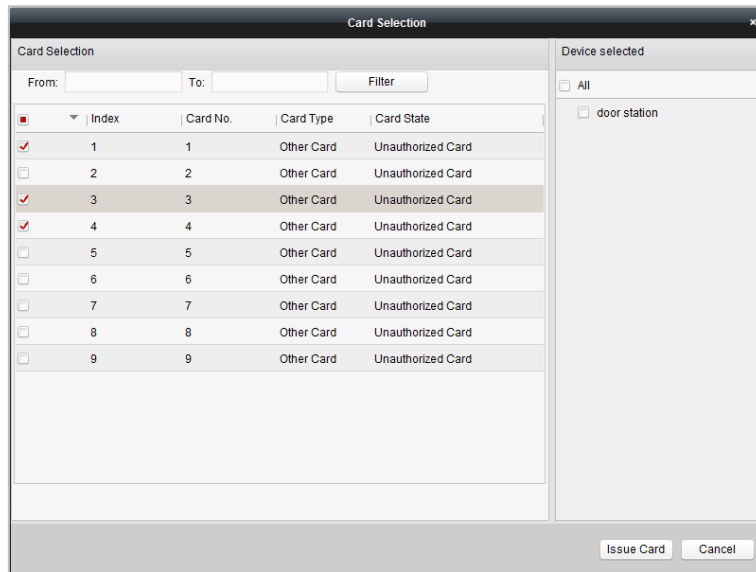 Card Selection
Card Selection
Device selected
From:
To:
Filter
All
door station
Index Card No. Card Type Card State
1 1 Other Card Unauthorized Card
2 2 Other Card Unauthorized Card
3 3 Other Card Unauthorized Card
4 4 Other Card Unauthorized Card
5 5 Other Card Unauthorized Card
6 6 Other Card Unauthorized Card
7 7 Other Card Unauthorized Card
8 8 Other Card Unauthorized Card
9 9 Other Card Unauthorized Card
Issue Card Cancel